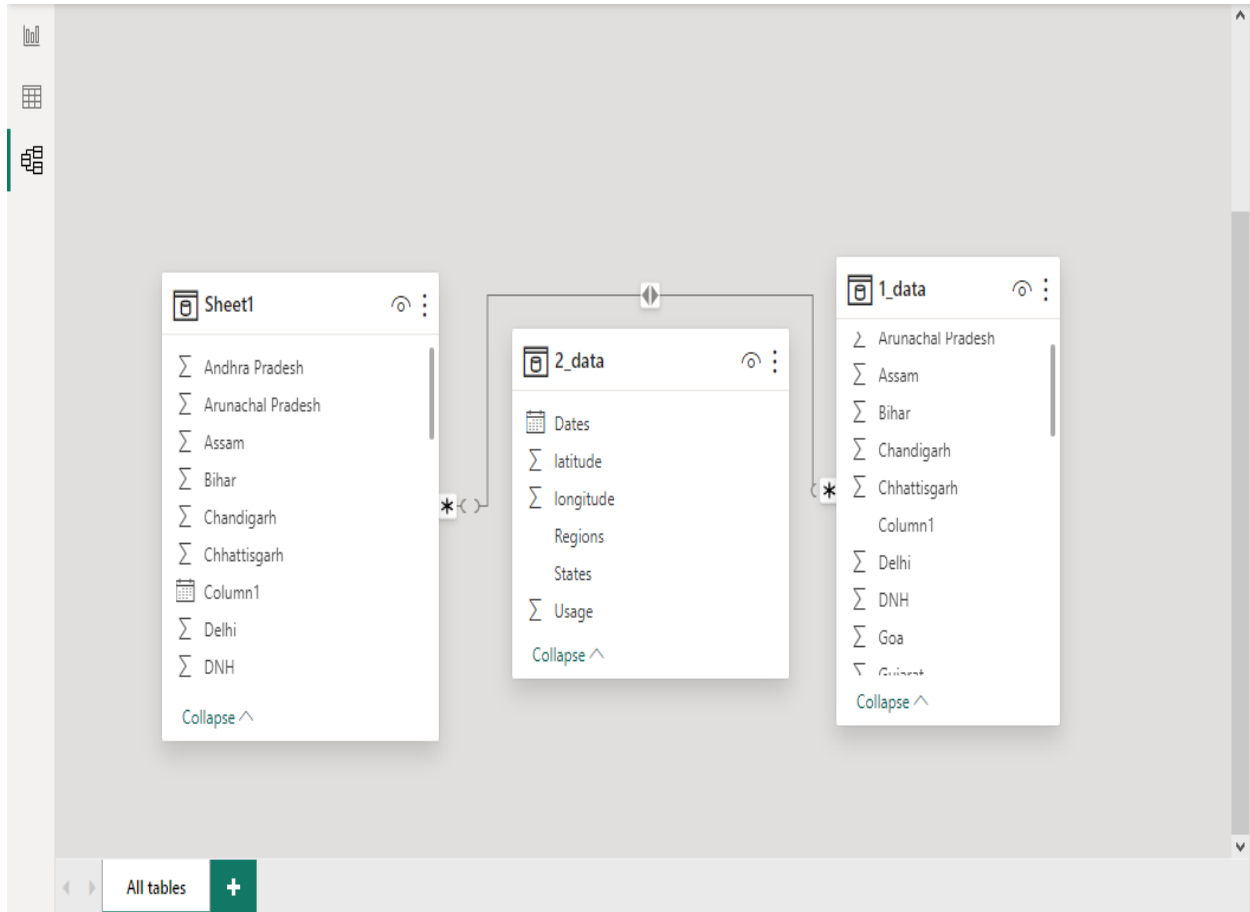 Sheet1
Andhra Pradesh
Arunachal Pradesh
Assam
Bihar
Chandigarh
Chhattisgarh
Column1
Delhi
DNH
Collapse
2_data
Dates
latitude
longitude
Regions
States
Usage
Collapse
1_data
Arunachal Pradesh
Assam
Bihar
Chandigarh
Chhattisgarh
Column1
Delhi
DNH
Goa
Gujarat
Collapse
All tables